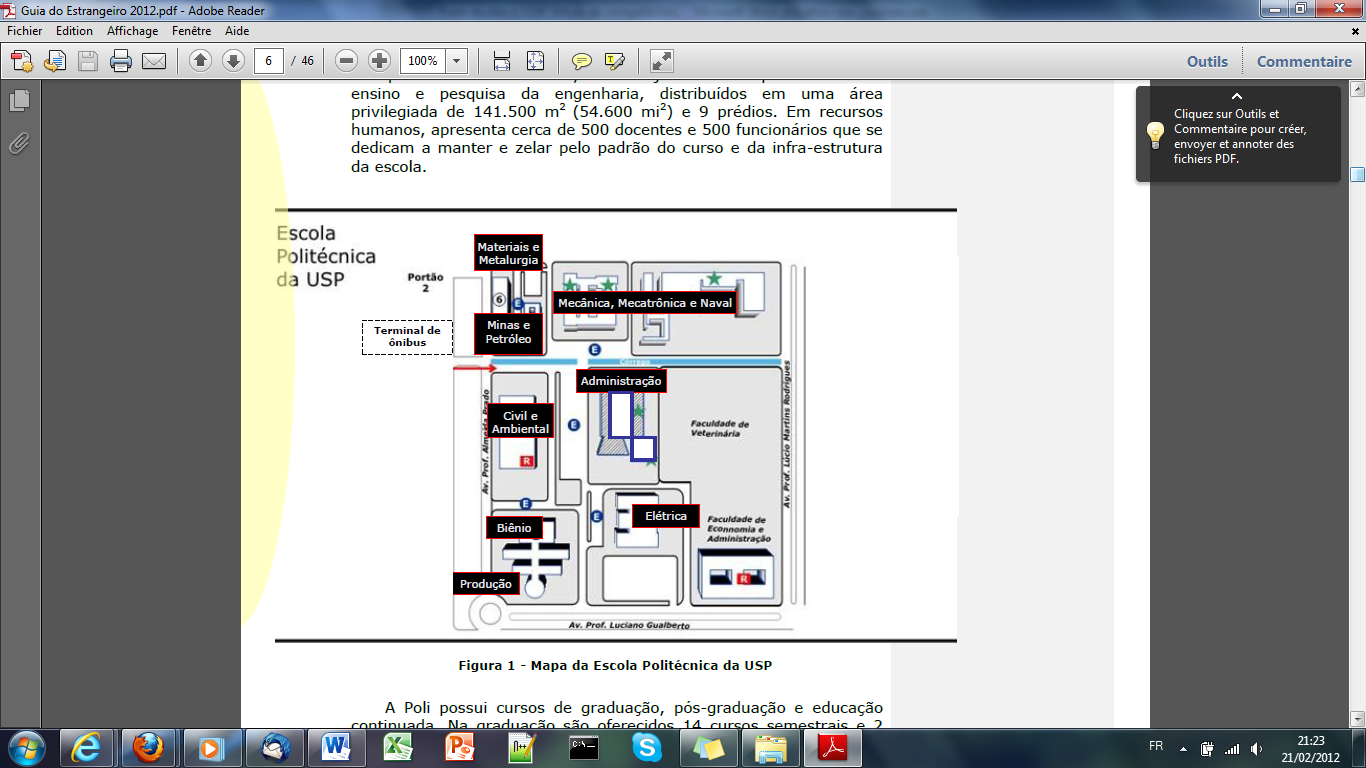 Guia do Estrangeiro 2012.pdf - Adobe Reader
Fichier Edition Affichage Fenêtre Aide
6 / 46 100% Outils Commentaire
ensino e pesquisa da engenharia, distribuídos em uma área
privilegiada de 141.500 m² (54.600 mi²) e 9 prédios. Em recursos
humanos, apresenta cerca de 500 docentes e 500 funcionários que se
dedicam a manter e zelar pelo padrão do curso e da infra-estrutura
da escola.
Cliquez sur Outils et
Commentaire pour créer,
envoyer et annoter des
fichiers PDF.
Escola
Politécnica
da USP
Portão
2
Terminal de
ônibus
Materiais e
Metalurgia
6
E
Minas e
Petróleo
Mecânica, Mecatrônica e Naval
E
Córrego
Administração
Civil e
Ambiental
R
E
E
Faculdade de
Veterinária
Av. Prof. Almeida Prado
Av. Prof. Lúcio Martins Rodrigues
Biênio
E
Elétrica
Faculdade de
Economia e
Administração
R
Produção
Av. Prof. Luciano Gualberto
Figura 1 - Mapa da Escola Politécnica da USP
A Poli possui cursos de graduação, pós-graduação e educação
continuada. Na graduação são oferecidos 14 cursos semestrais e 2
FR
21:23
21/02/2012